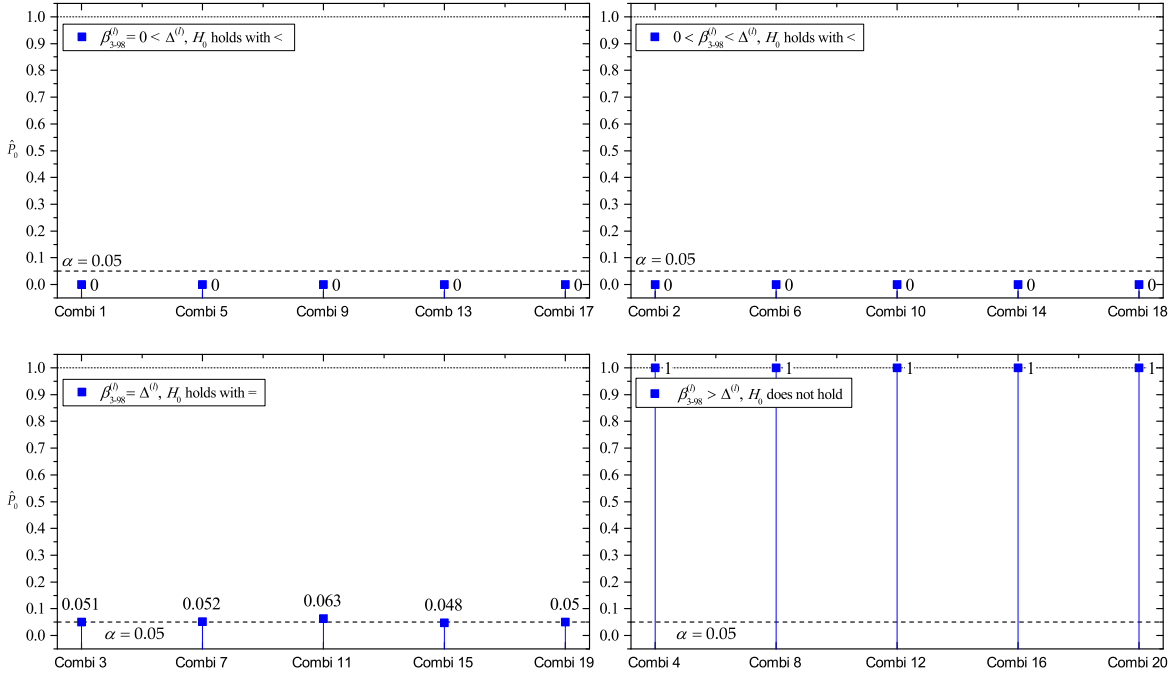 1.0
0.9
0.8
0.7
0.6
0.5
0.4
0.3
0.2
0.1
0.0
P̂₀
β₃₋₉₈⁽ˡ⁾ = 0 < Δ⁽ˡ⁾, H₀ holds with <
α = 0.05
0 0 0 0 0
Combi 1 Combi 5 Combi 9 Combi 13 Combi 17
1.0
0.9
0.8
0.7
0.6
0.5
0.4
0.3
0.2
0.1
0.0
0 < β₃₋₉₈⁽ˡ⁾ < Δ⁽ˡ⁾, H₀ holds with <
α = 0.05
0 0 0 0 0
Combi 2 Combi 6 Combi 10 Combi 14 Combi 18
1.0
0.9
0.8
0.7
0.6
0.5
0.4
0.3
0.2
0.1
0.0
P̂₀
β₃₋₉₈⁽ˡ⁾ = Δ⁽ˡ⁾, H₀ holds with =
0.051 0.052 0.063 0.048 0.05
α = 0.05
Combi 3 Combi 7 Combi 11 Combi 15 Combi 19
1.0
0.9
0.8
0.7
0.6
0.5
0.4
0.3
0.2
0.1
0.0
1 1 1 1 1
β₃₋₉₈⁽ˡ⁾ > Δ⁽ˡ⁾, H₀ does not hold
α = 0.05
Combi 4 Combi 8 Combi 12 Combi 16 Combi 20